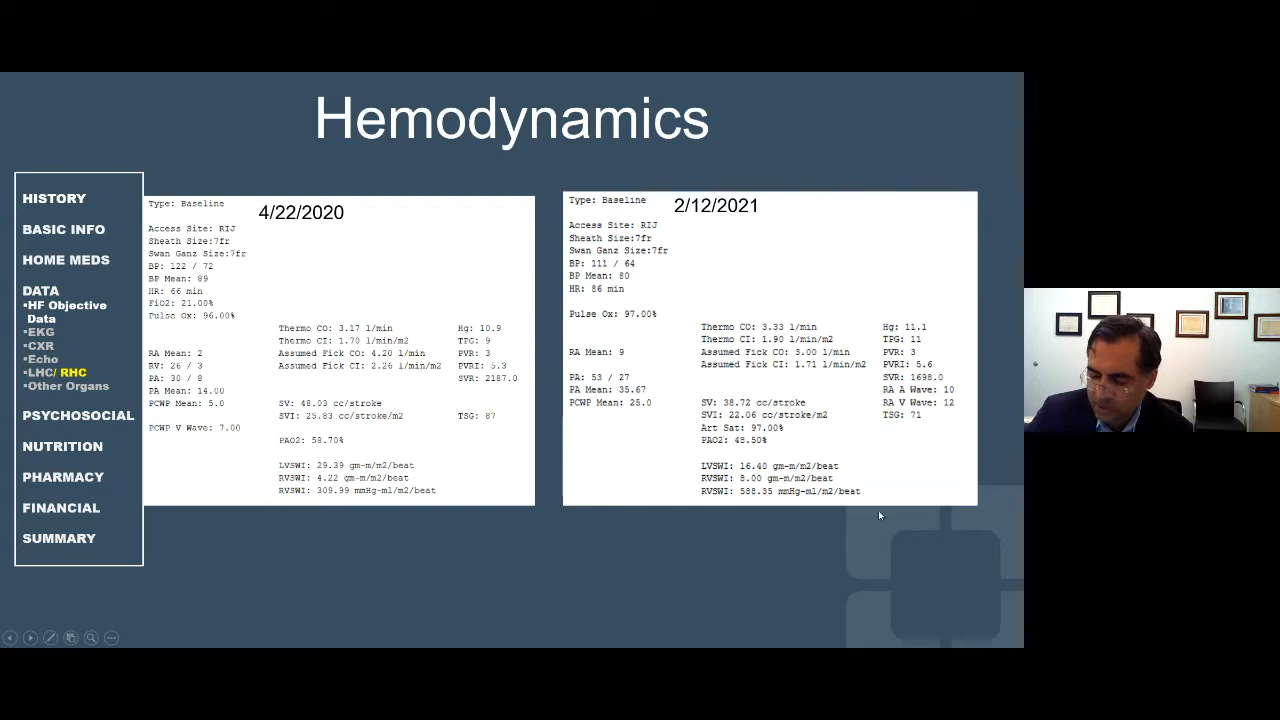 Hemodynamics
HISTORY
BASIC INFO
HOME MEDS
DATA
▪HF Objective
Data
▪EKG
▪CXR
▪Echo
▪LHC/ RHC
▪Other Organs
PSYCHOSOCIAL
NUTRITION
PHARMACY
FINANCIAL
SUMMARY
Type: Baseline
4/22/2020
Access Site: RIJ
Sheath Size:7fr
Swan Ganz Size:7fr
BP: 122 / 72
BP Mean: 89
HR: 66 min
FiO2: 21.00%
Pulse Ox: 96.00%
Thermo CO: 3.17 l/min Hg: 10.9
Thermo CI: 1.70 l/min/m2 TPG: 9
RA Mean: 2 Assumed Fick CO: 4.20 l/min PVR: 3
RV: 26 / 3 Assumed Fick CI: 2.26 l/min/m2 PVRI: 5.3
PA: 30 / 8 SVR: 2187.0
PA Mean: 14.00
PCWP Mean: 5.0 SV: 48.03 cc/stroke
SVI: 25.83 cc/stroke/m2 TSG: 87
PCWP V Wave: 7.00
PAO2: 58.70%
LVSWI: 29.39 gm-m/m2/beat
RVSWI: 4.22 gm-m/m2/beat
RVSWI: 309.99 mmHg-ml/m2/beat
Type: Baseline
2/12/2021
Access Site: RIJ
Sheath Size:7fr
Swan Ganz Size:7fr
BP: 111 / 64
BP Mean: 80
HR: 86 min
Pulse Ox: 97.00%
Thermo CO: 3.33 l/min Hg: 11.1
Thermo CI: 1.90 l/min/m2 TPG: 11
RA Mean: 9 Assumed Fick CO: 3.00 l/min PVR: 3
Assumed Fick CI: 1.71 l/min/m2 PVRI: 5.6
PA: 53 / 27 SVR: 1698.0
PA Mean: 35.67 RA A Wave: 10
PCWP Mean: 25.0 SV: 38.72 cc/stroke RA V Wave: 12
SVI: 22.06 cc/stroke/m2 TSG: 71
Art Sat: 97.00%
PAO2: 48.50%
LVSWI: 16.40 gm-m/m2/beat
RVSWI: 8.00 gm-m/m2/beat
RVSWI: 588.35 mmHg-ml/m2/beat